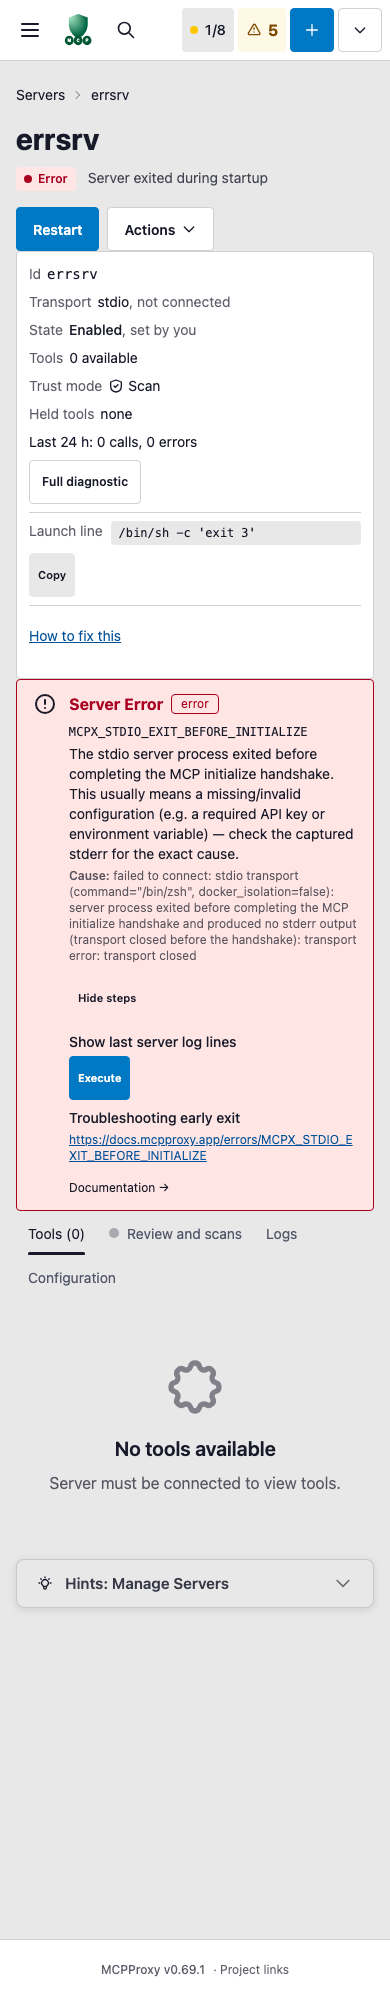 MCP
1/8
5
Servers > errsrv
errsrv
Error Server exited during startup
Restart Actions
Id errsrv
Transport stdio, not connected
State Enabled, set by you
Tools 0 available
Trust mode Scan
Held tools none
Last 24 h: 0 calls, 0 errors
Full diagnostic
Launch line /bin/sh -c 'exit 3'
Copy
How to fix this
Server Error error
MCPX_STDIO_EXIT_BEFORE_INITIALIZE
The stdio server process exited before
completing the MCP initialize handshake.
This usually means a missing/invalid
configuration (e.g. a required API key or
environment variable) — check the captured
stderr for the exact cause.
Cause: failed to connect: stdio transport
(command="/bin/zsh", docker_isolation=false):
server process exited before completing the MCP
initialize handshake and produced no stderr output
(transport closed before the handshake): transport
error: transport closed
Hide steps
Show last server log lines
Execute
Troubleshooting early exit
https://docs.mcpproxy.app/errors/MCPX_STDIO_E
XIT_BEFORE_INITIALIZE
Documentation →
Tools (0) Review and scans Logs
Configuration
No tools available
Server must be connected to view tools.
Hints: Manage Servers
MCPProxy v0.69.1 · Project links